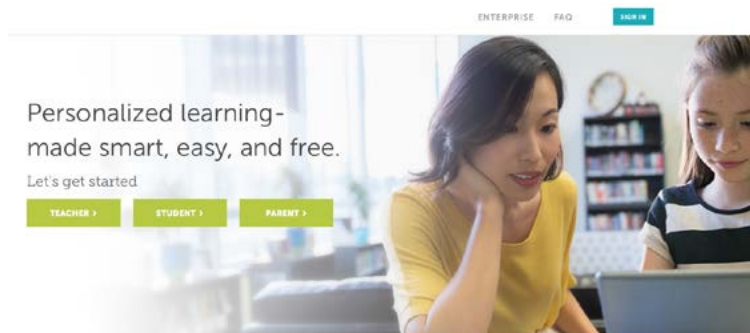 ENTERPRISE FAQ SIGN IN
Personalized learning-
made smart, easy, and free.
Let's get started
TEACHER > STUDENT > PARENT >